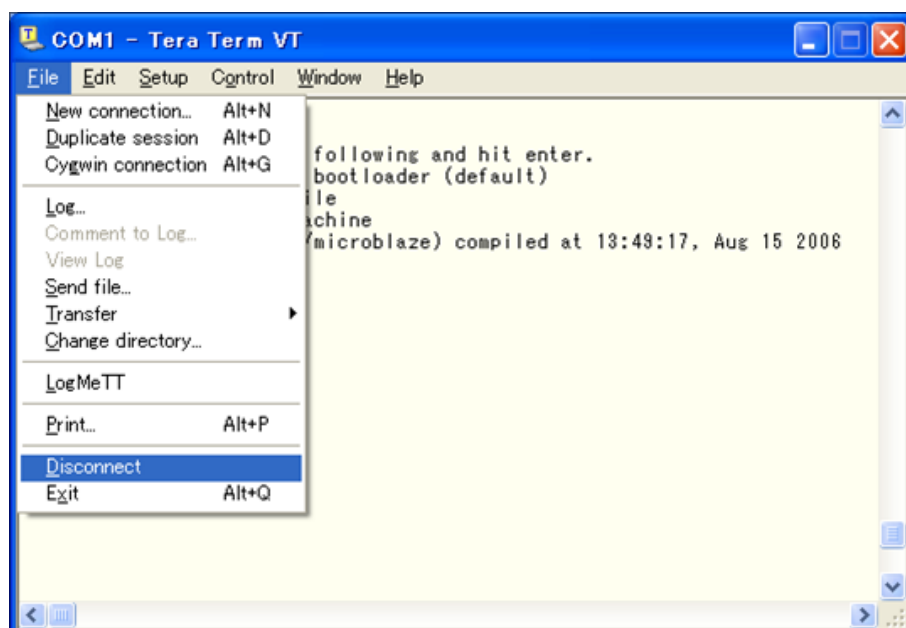 COM1 - Tera Term VT
File Edit Setup Control Window Help
New connection... Alt+N
Duplicate session Alt+D
Cygwin connection Alt+G
Log...
Comment to Log...
View Log
Send file...
Transfer
Change directory...
LogMeTT
Print... Alt+P
Disconnect
Exit Alt+Q
following and hit enter.
bootloader (default)
ile
achine
/microblaze) compiled at 13:49:17, Aug 15 2006